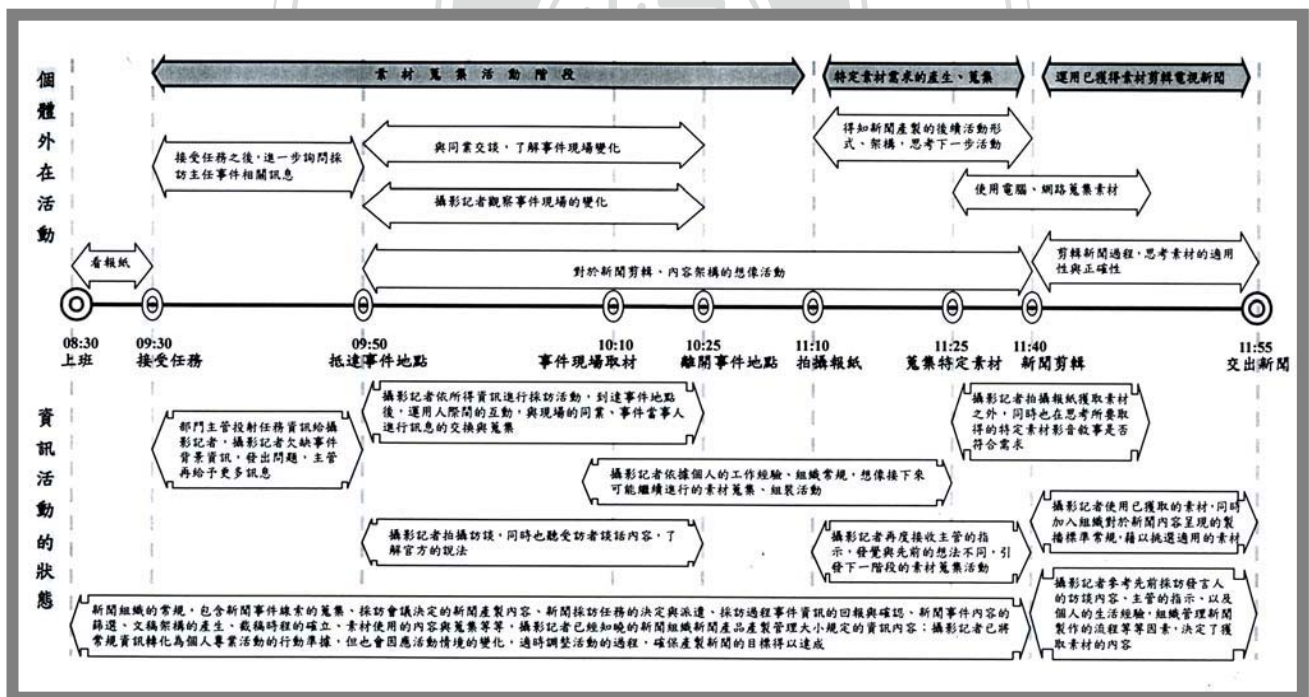 個體外在活動
素材蒐集活動階段
特定素材需求的產生、蒐集
運用已獲得素材剪輯電視新聞
接受任務之後，進一步詢問採
訪主任事件相關訊息
與同業交談，了解事件現場變化
得知新聞產製的後續活動形
式、架構，思考下一步活動
攝影記者觀察事件現場的變化
使用電腦、網路蒐集素材
看報紙
對於新聞剪輯、內容架構的想像活動
剪輯新聞過程，思考素材的適用
性與正確性
08:30
上班
09:30
接受任務
09:50
抵達事件地點
10:10
事件現場取材
10:25
離開事件地點
11:10
拍攝報紙
11:25
蒐集特定素材
11:40
新聞剪輯
11:55
交出新聞
資訊活動的狀態
部門主管投射任務資訊給攝
影記者，攝影記者欠缺事件
背景資訊，發出問題，主管
再給予更多訊息
攝影記者依所得資訊進行採訪活動，到達事件地點
後，運用人際間的互動，與現場的同業、事件當事人
進行訊息的交換與蒐集
攝影記者拍攝報紙獲取素材
之外，同時也在思考所要取
得的特定素材影音敘事是否
符合需求
攝影記者依據個人的工作經驗、組織常規，想像接下來
可能繼續進行的素材蒐集、組裝活動
攝影記者使用已獲取的素材，同時
加入組織對於新聞內容呈現的製
播標準常規，藉以挑選適用的素材
攝影記者拍攝訪談，同時也聽受訪者談話內容，了
解官方的說法
攝影記者再度接收主管的指
示，發覺與先前的想法不同，引
發下一階段的素材蒐集活動
新聞組織的常規，包含新聞事件線索的蒐集、採訪會議決定的新聞產製內容、新聞採訪任務的決定與派遣、採訪過程事件資訊的回報與確認、新聞事件內容的
篩選、文稿架構的產生、截稿時程的確立、素材使用的內容與蒐集等等，攝影記者已經知曉的新聞組織新聞產品產製管理大小規定的資訊內容；攝影記者已將
常規資訊轉化為個人專業活動的行動準據，但也會因應活動情境的變化，適時調整活動的過程，確保產製新聞的目標得以達成
攝影記者參考先前採訪發言人
的訪談內容、主管的指示、以及
個人的生活經驗，組織管理新聞
製作的流程等等因素，決定了獲
取素材的內容